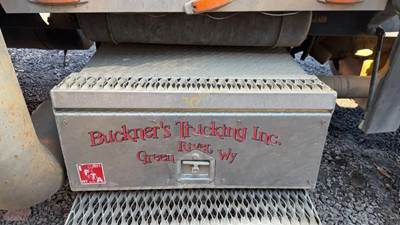 Buckner's Trucking Inc.
Green River, Wy